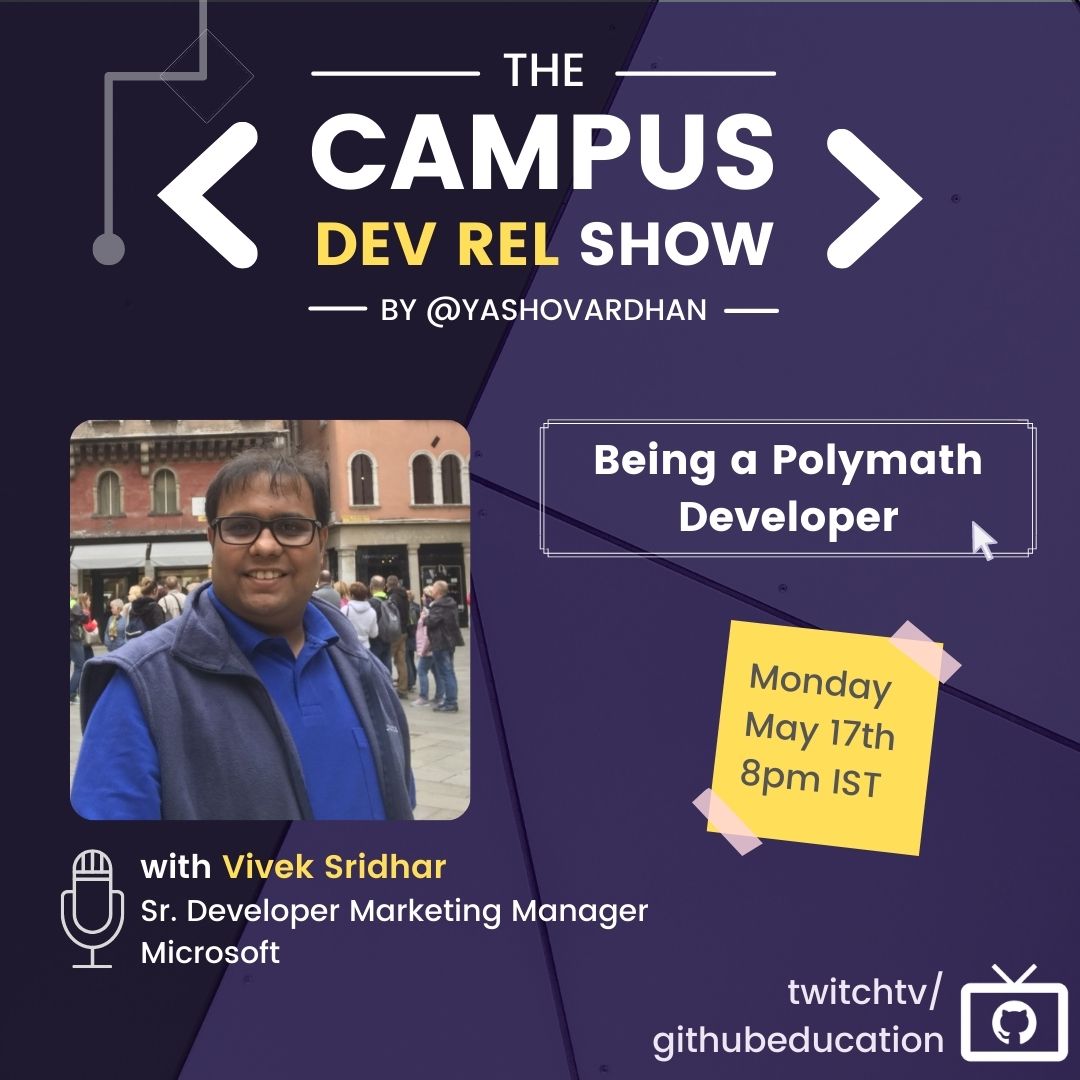 THE
CAMPUS
DEV REL SHOW
BY @YASHOVARDHAN
Being a Polymath
Developer
Monday
May 17th
8pm IST
with Vivek Sridhar
Sr. Developer Marketing Manager
Microsoft
twitchtv/
githubeducation